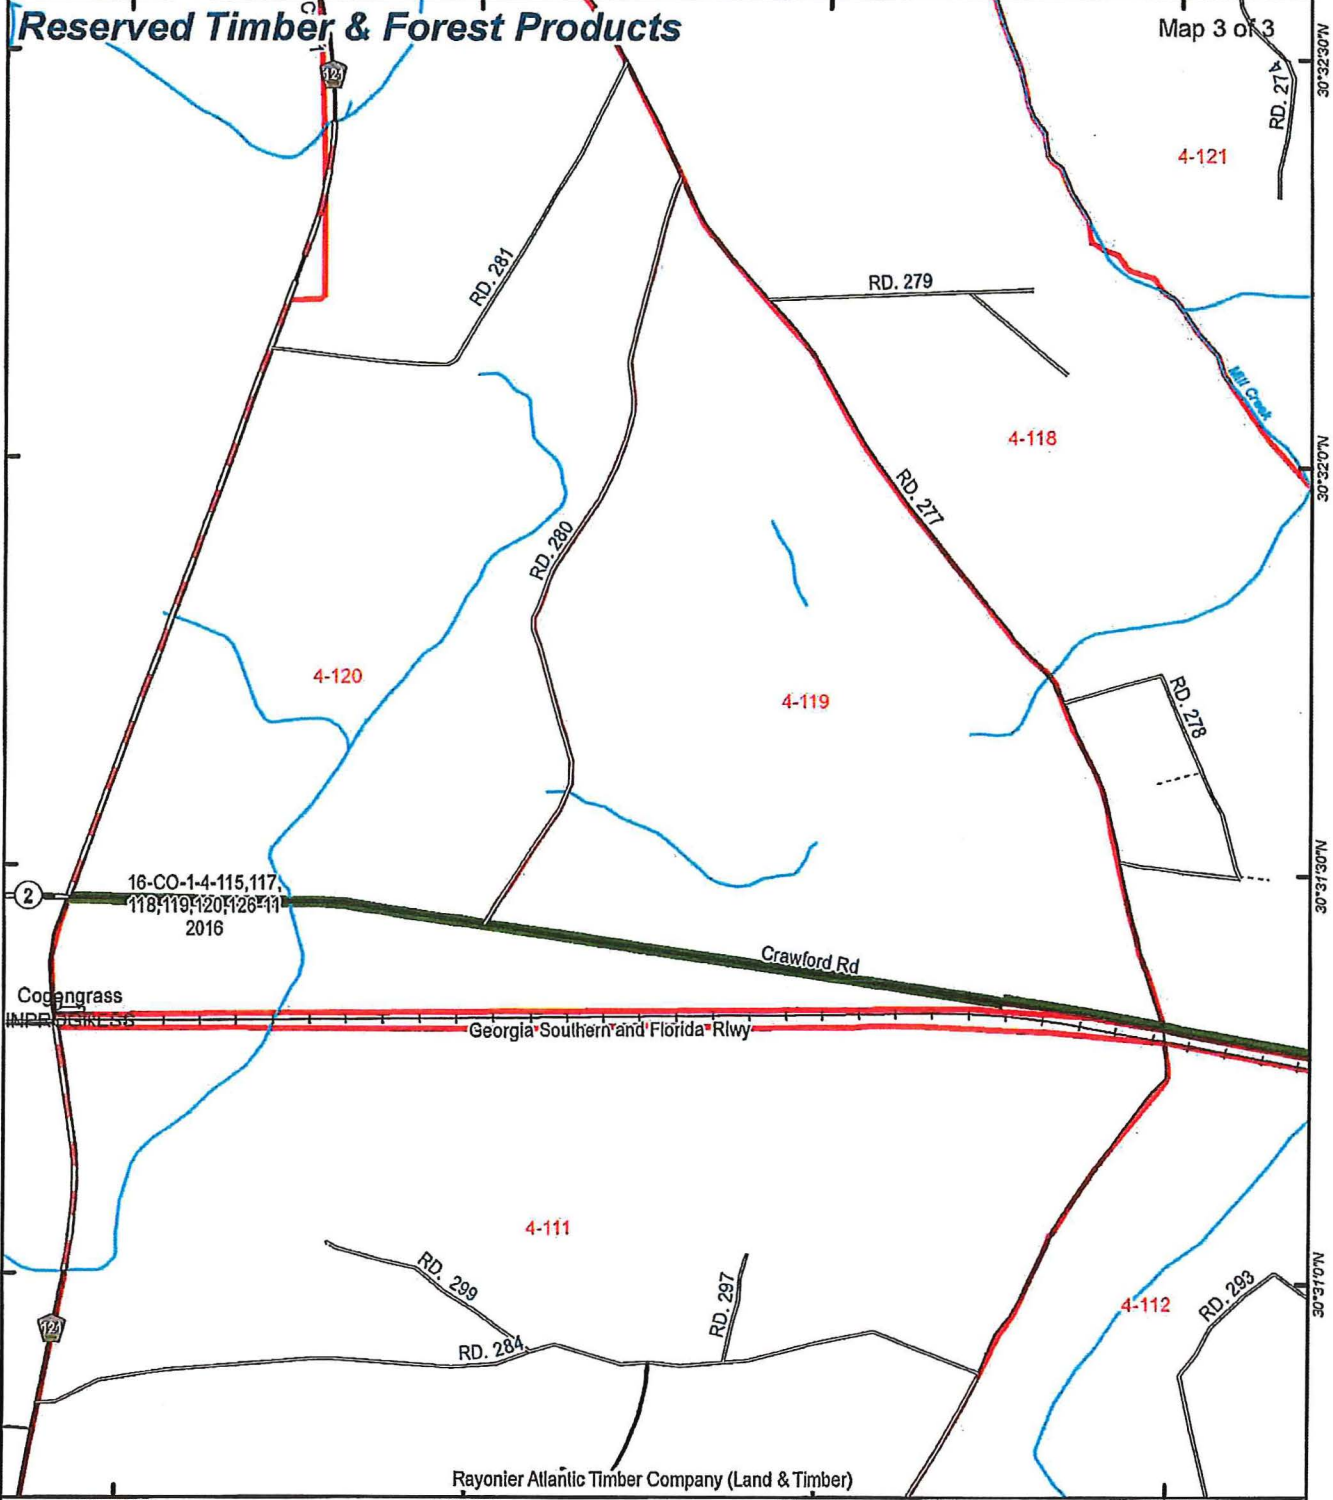 Reserved Timber & Forest Products
Map 3 of 3
30°32'30"N
121
RD. 274
4-121
RD. 281
RD. 279
Mill Creek
4-118
30°32'0"N
RD. 277
RD. 280
4-120
4-119
RD. 278
30°31'30"N
2
16-CO-1-4-115,117,
118,119,120,126-11
2016
Crawford Rd
Cogongrass
INPROGRESS
Georgia Southern and Florida Rlwy
4-111
RD. 299
RD. 297
RD. 293
30°31'0"N
4-112
121
RD. 284
Rayonier Atlantic Timber Company (Land & Timber)